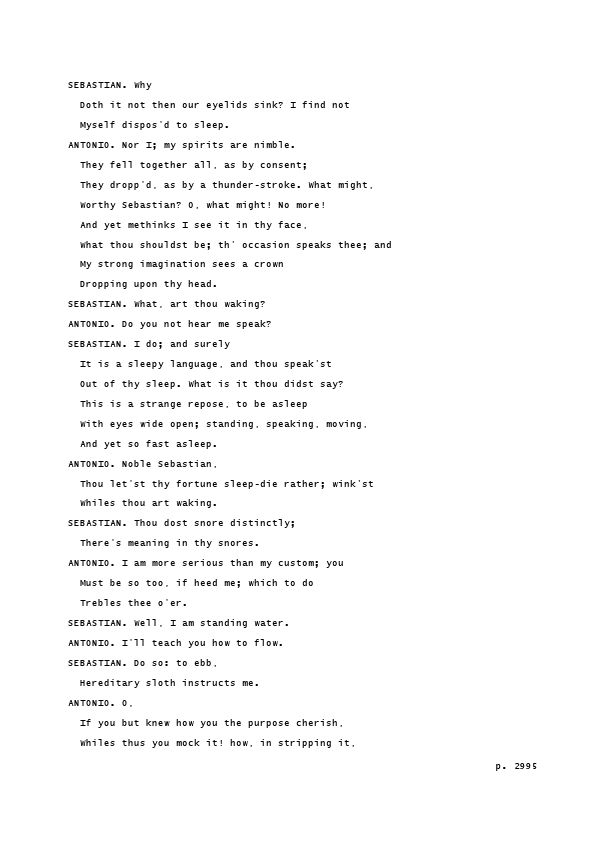 SEBASTIAN. Why
Doth it not then our eyelids sink? I find not
Myself dispos'd to sleep.
ANTONIO. Nor I; my spirits are nimble.
They fell together all, as by consent;
They dropp'd, as by a thunder-stroke. What might,
Worthy Sebastian? O, what might! No more!
And yet methinks I see it in thy face,
What thou shouldst be; th' occasion speaks thee; and
My strong imagination sees a crown
Dropping upon thy head.
SEBASTIAN. What, art thou waking?
ANTONIO. Do you not hear me speak?
SEBASTIAN. I do; and surely
It is a sleepy language, and thou speak'st
Out of thy sleep. What is it thou didst say?
This is a strange repose, to be asleep
With eyes wide open; standing, speaking, moving,
And yet so fast asleep.
ANTONIO. Noble Sebastian,
Thou let'st thy fortune sleep-die rather; wink'st
Whiles thou art waking.
SEBASTIAN. Thou dost snore distinctly;
There's meaning in thy snores.
ANTONIO. I am more serious than my custom; you
Must be so too, if heed me; which to do
Trebles thee o'er.
SEBASTIAN. Well, I am standing water.
ANTONIO. I'll teach you how to flow.
SEBASTIAN. Do so: to ebb,
Hereditary sloth instructs me.
ANTONIO. O,
If you but knew how you the purpose cherish,
Whiles thus you mock it! how, in stripping it,
p. 2995